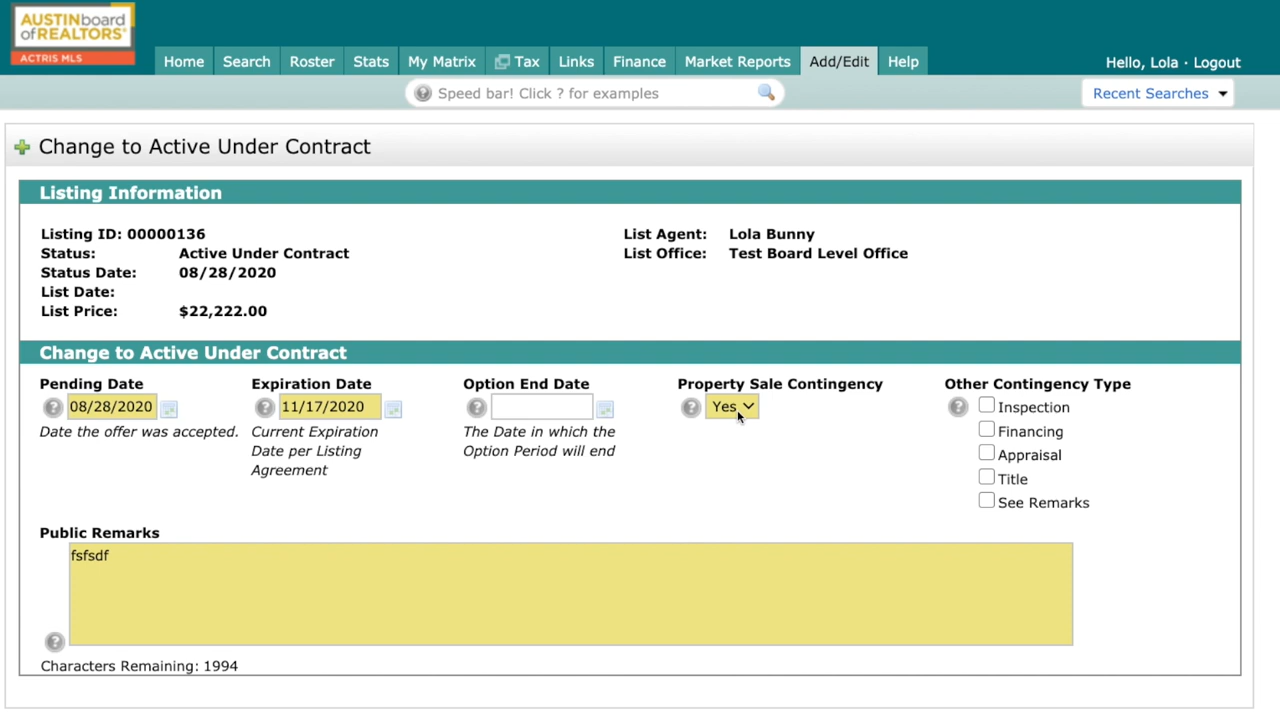 AUSTINboard
of REALTORS®
ACTRIS MLS
Home Search Roster Stats My Matrix Tax Links Finance Market Reports Add/Edit Help
Hello, Lola · Logout
Speed bar! Click ? for examples
Recent Searches
Change to Active Under Contract
Listing Information
Listing ID: 00000136
Status: Active Under Contract
Status Date: 08/28/2020
List Date:
List Price: $22,222.00
List Agent: Lola Bunny
List Office: Test Board Level Office
Change to Active Under Contract
Pending Date
08/28/2020
Date the offer was accepted.
Expiration Date
11/17/2020
Current Expiration
Date per Listing
Agreement
Option End Date
The Date in which the
Option Period will end
Property Sale Contingency
Yes
Other Contingency Type
Inspection
Financing
Appraisal
Title
See Remarks
Public Remarks
fsfsdf
Characters Remaining: 1994